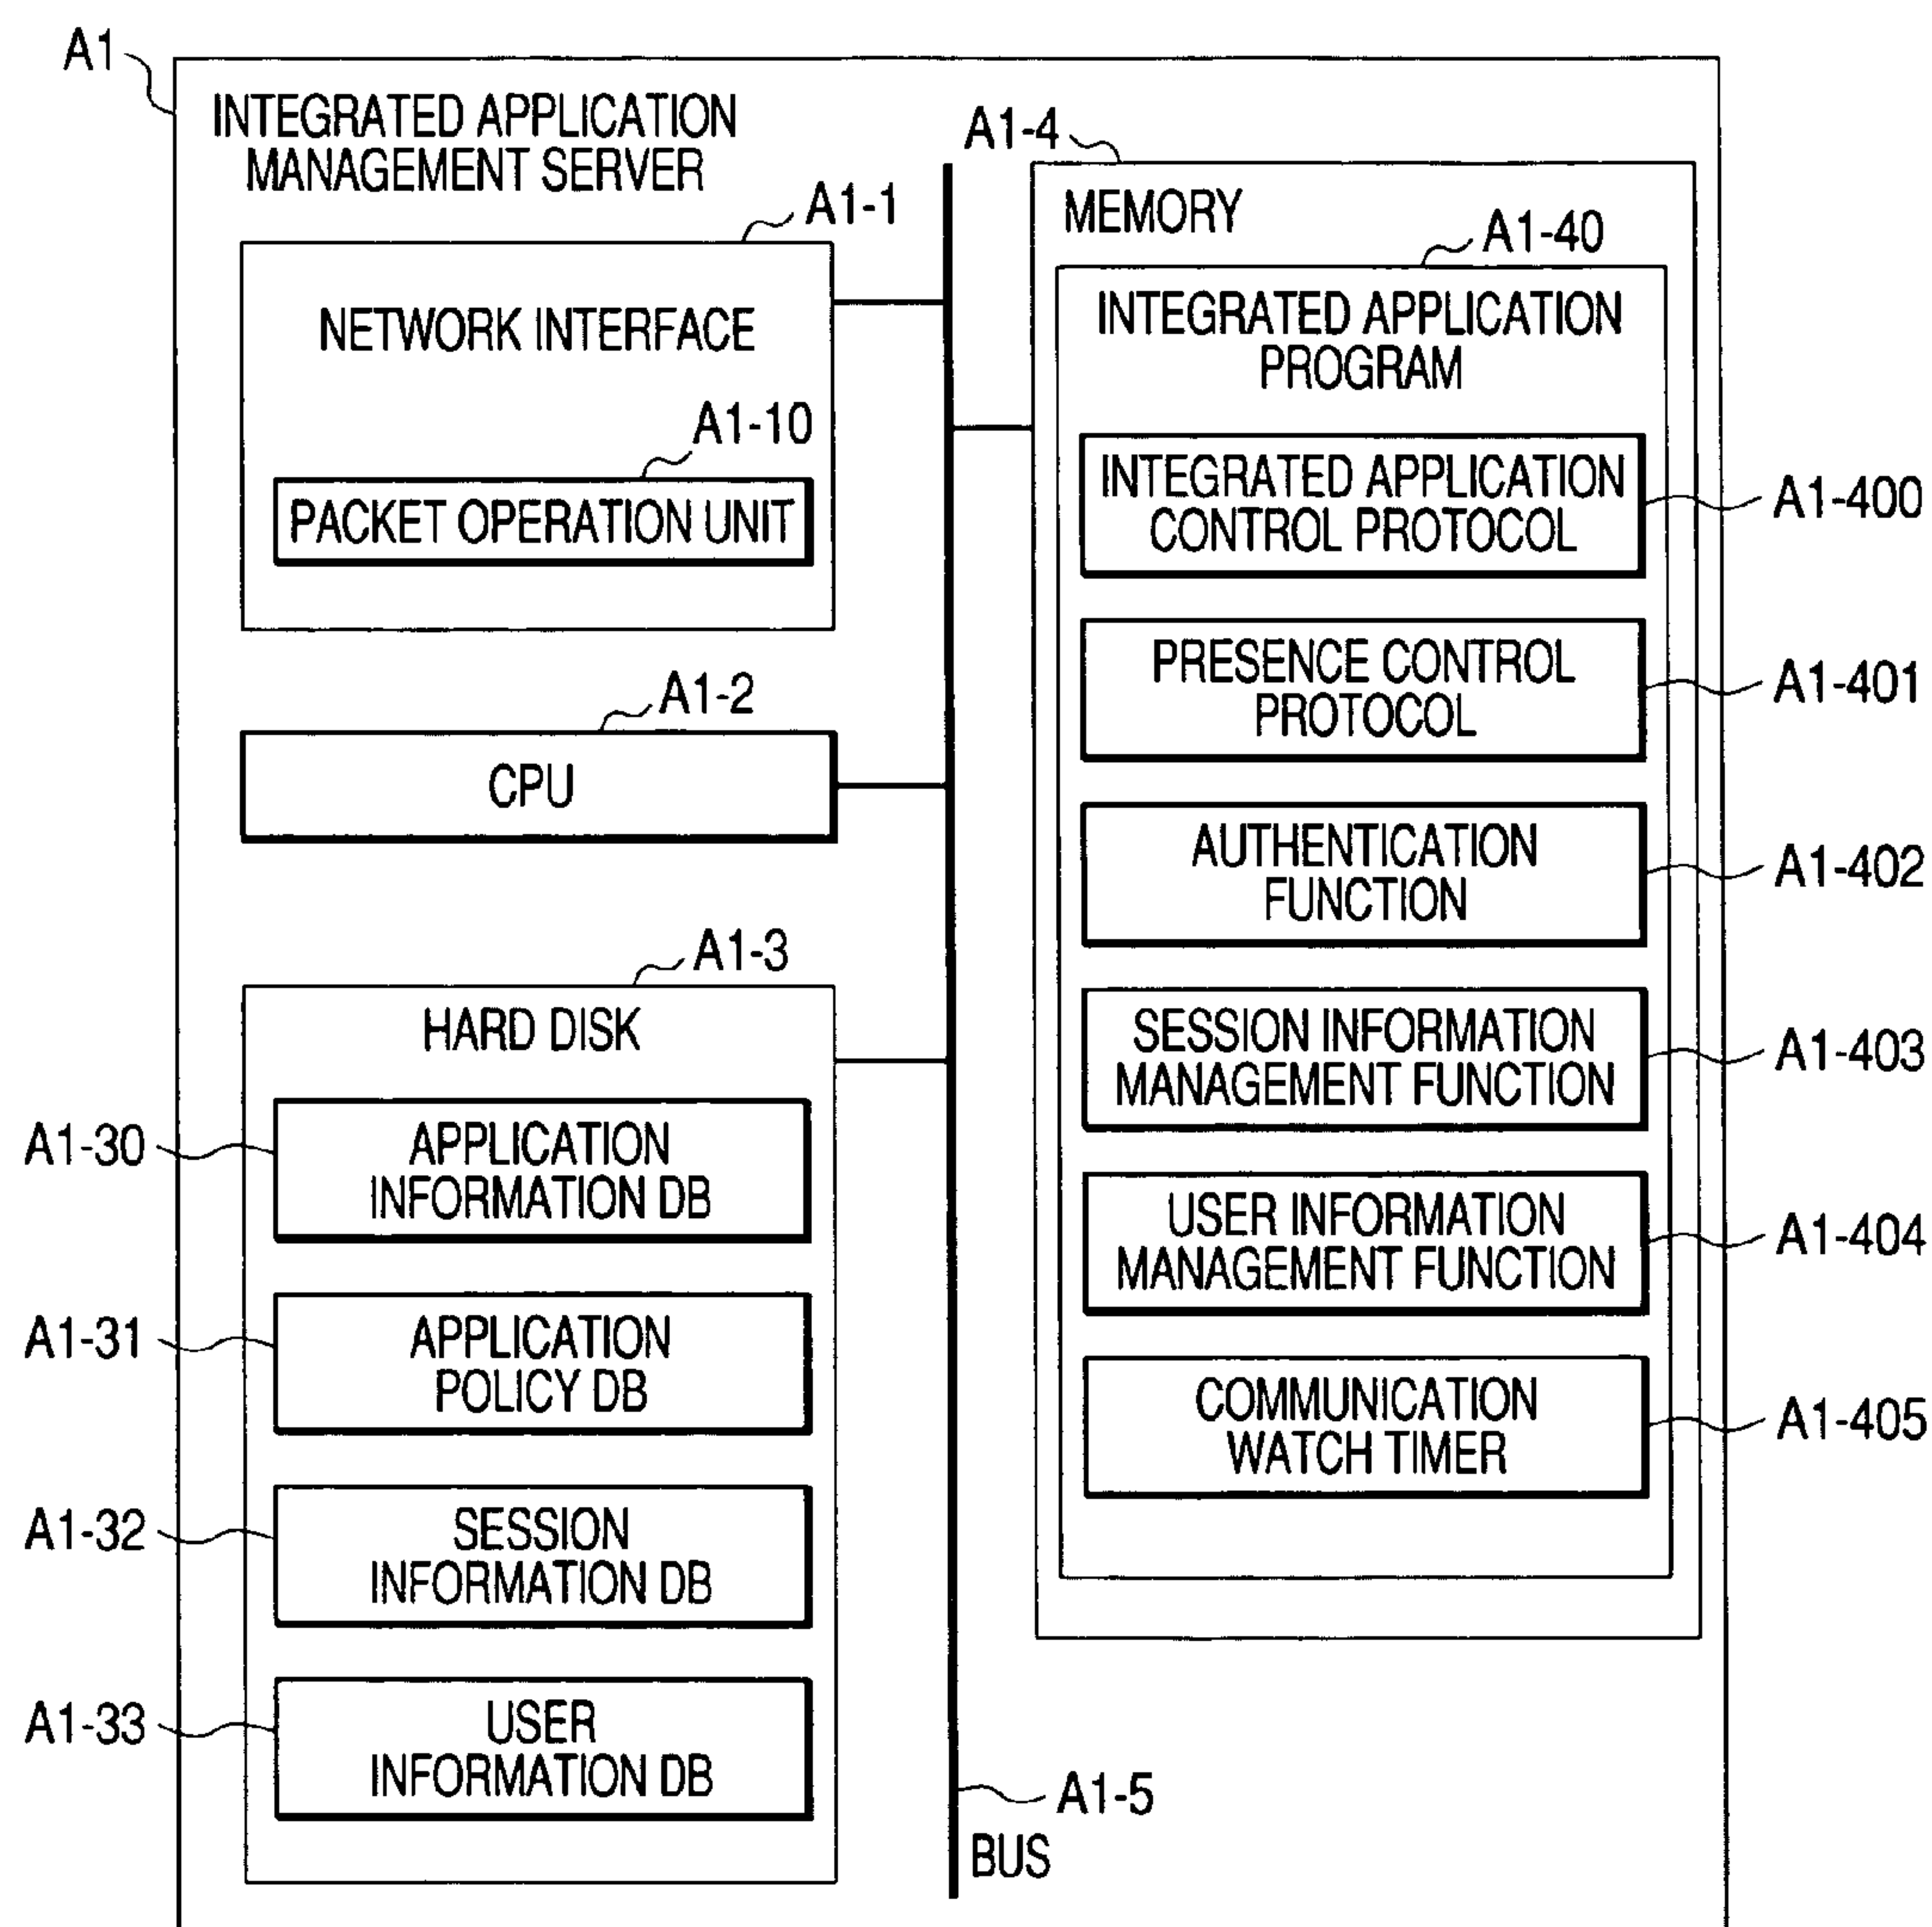 A1
INTEGRATED APPLICATION
MANAGEMENT SERVER
A1-1
NETWORK INTERFACE
A1-10
PACKET OPERATION UNIT
A1-2
CPU
A1-3
HARD DISK
A1-30
APPLICATION
INFORMATION DB
A1-31
APPLICATION
POLICY DB
A1-32
SESSION
INFORMATION DB
A1-33
USER
INFORMATION DB
A1-4
MEMORY
A1-40
INTEGRATED APPLICATION
PROGRAM
INTEGRATED APPLICATION
CONTROL PROTOCOL
A1-400
PRESENCE CONTROL
PROTOCOL
A1-401
AUTHENTICATION
FUNCTION
A1-402
SESSION INFORMATION
MANAGEMENT FUNCTION
A1-403
USER INFORMATION
MANAGEMENT FUNCTION
A1-404
COMMUNICATION
WATCH TIMER
A1-405
A1-5
BUS